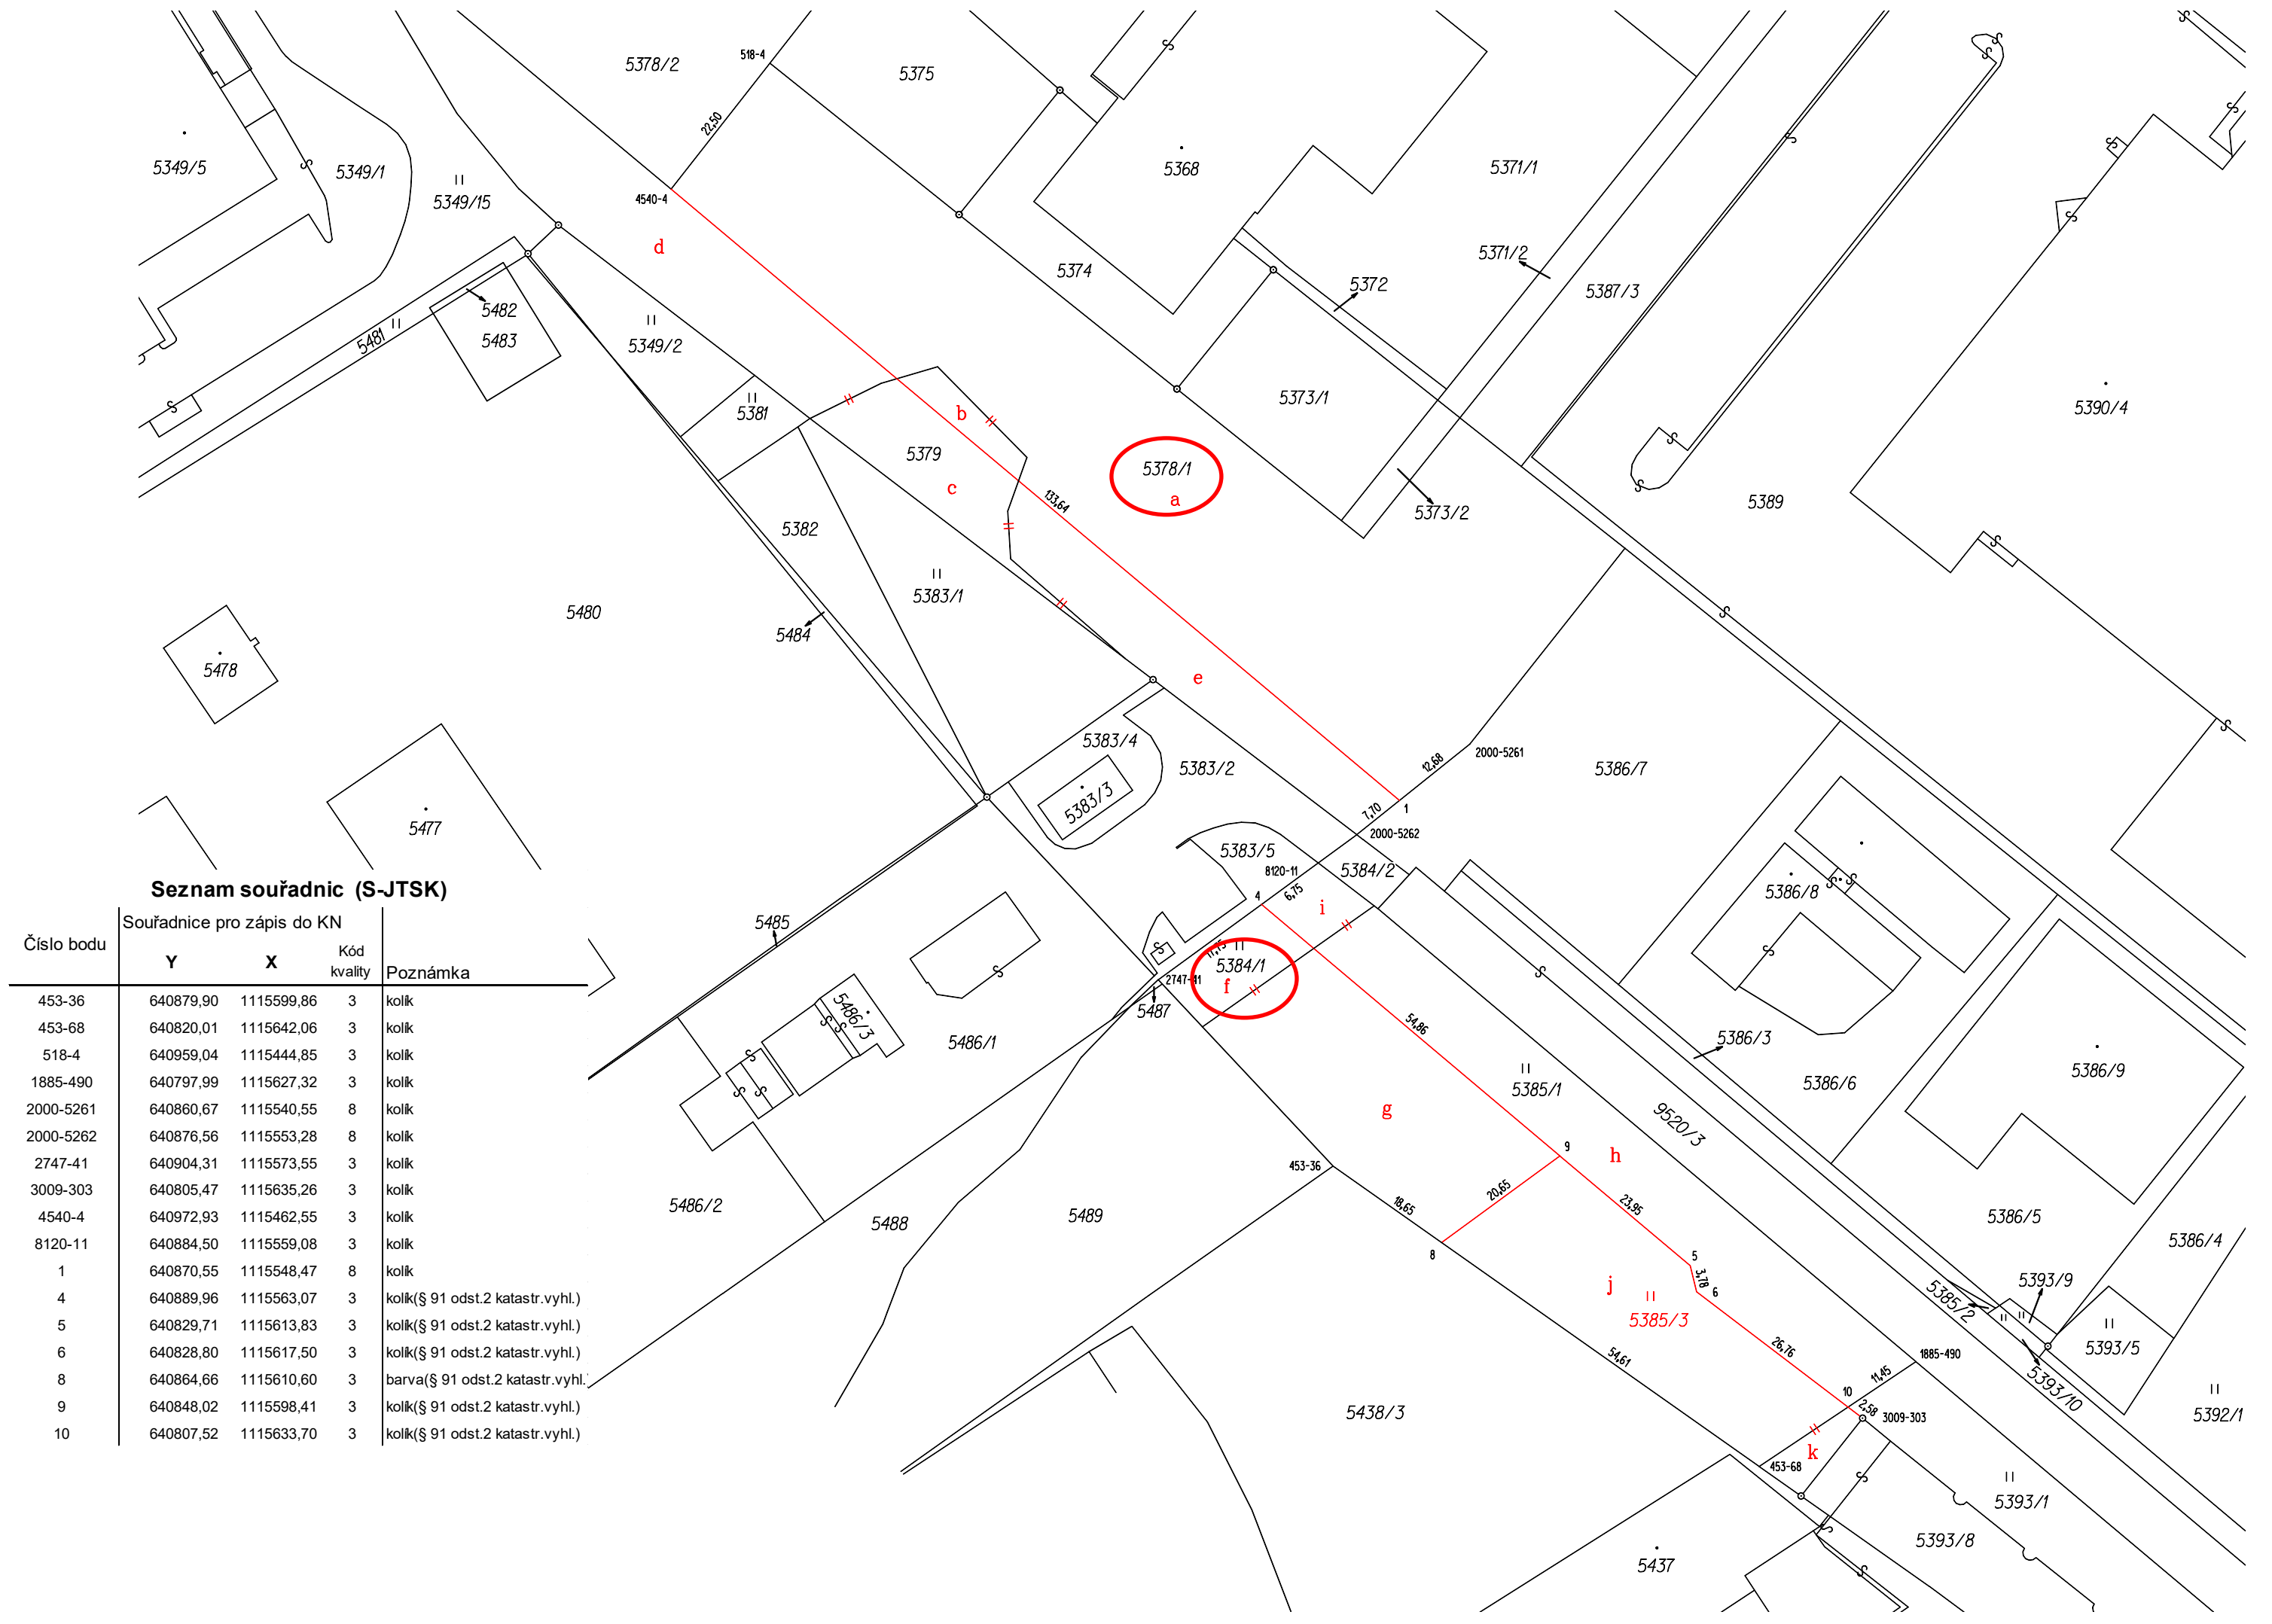 518-4
5378/2
5375
22,50
5349/5
5349/1
5368
5371/1
4540-4
5349/15
d
5371/2
5374
5372
5387/3
5482
5481
5483
5349/2
5373/1
5390/4
5381
b
5379
5378/1
c
a
133,64
5389
5373/2
5382
5383/1
5480
5484
5478
e
5383/4
2000-5261
12,68
5383/2
5386/7
5383/3
7,70
1
5477
2000-5262
5383/5
8120-11
5384/2
6,75
4
5386/8
i
5485
5384/1
2747-41
f
5487
5486/3
54,86
5486/1
5386/3
5386/9
5386/6
5385/1
g
9520/3
9
h
453-36
20,65
18,65
23,95
5486/2
5488
5489
5386/5
5386/4
8
5
3,78
6
j
5385/3
5393/9
5385/2
26,76
54,61
1885-490
5393/5
11,45
10
2,58
3009-303
5393/10
5438/3
5392/1
k
453-68
5393/1
5393/8
5437
Seznam souřadnic (S-JTSK)
Číslo bodu Souřadnice pro zápis do KN
Y X Kód kvality Poznámka
453-36 640879,90 1115599,86 3 kolík
453-68 640820,01 1115642,06 3 kolík
518-4 640959,04 1115444,85 3 kolík
1885-490 640797,99 1115627,32 3 kolík
2000-5261 640860,67 1115540,55 8 kolík
2000-5262 640876,56 1115553,28 8 kolík
2747-41 640904,31 1115573,55 3 kolík
3009-303 640805,47 1115635,26 3 kolík
4540-4 640972,93 1115462,55 3 kolík
8120-11 640884,50 1115559,08 3 kolík
1 640870,55 1115548,47 8 kolík
4 640889,96 1115563,07 3 kolík(§ 91 odst.2 katastr.vyhl.)
5 640829,71 1115613,83 3 kolík(§ 91 odst.2 katastr.vyhl.)
6 640828,80 1115617,50 3 kolík(§ 91 odst.2 katastr.vyhl.)
8 640864,66 1115610,60 3 barva(§ 91 odst.2 katastr.vyhl.
9 640848,02 1115598,41 3 kolík(§ 91 odst.2 katastr.vyhl.)
10 640807,52 1115633,70 3 kolík(§ 91 odst.2 katastr.vyhl.)